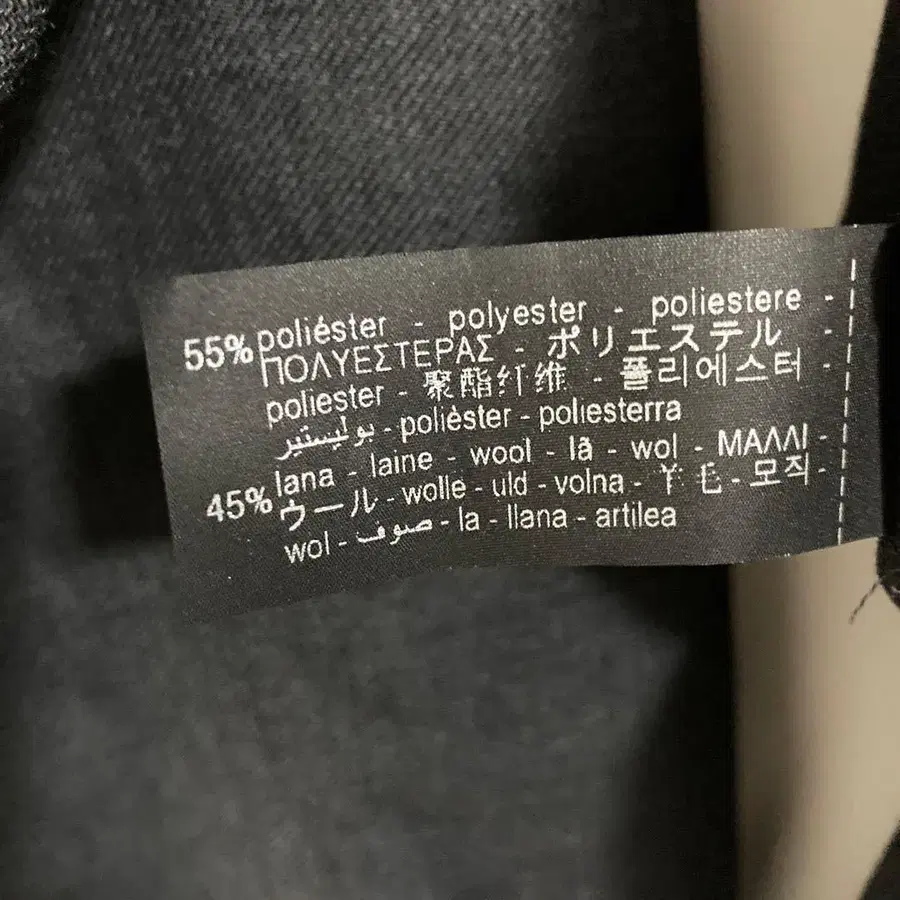 55% poliéster - polyester - poliestere -
ΠΟΛΥΕΣΤΕΡΑΣ - ポリエステル -
poliester - 聚酯纤维 - 폴리에스터 -
بوليستير - polièster - poliesterra
45% lana - laine - wool - lã - wol - ΜΑΛΛΙ -
ウール - wolle - uld - volna - 羊毛 - 모직 -
wol - صوف - la - llana - artilea